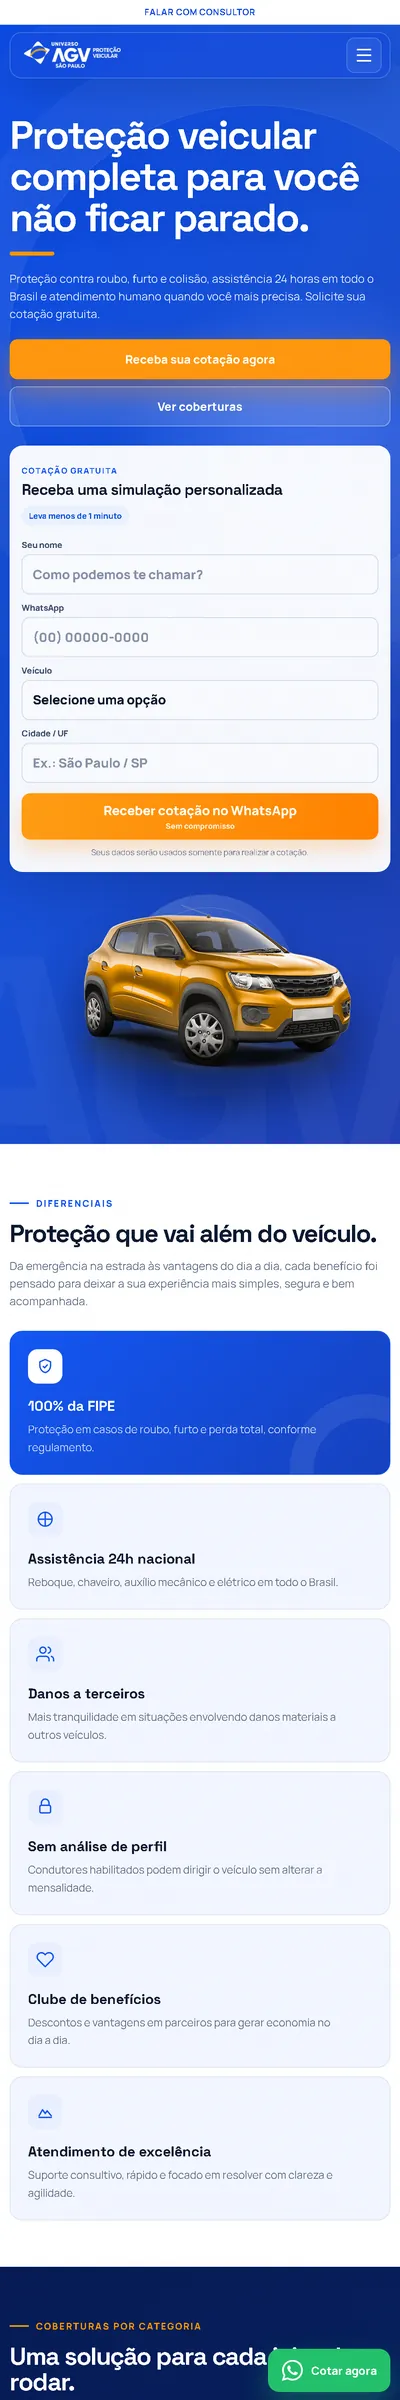 FALAR COM CONSULTOR
UNIVERSO
AGV PROTEÇÃO
VEICULAR
SÃO PAULO
Proteção veicular
completa para você
não ficar parado.
Proteção contra roubo, furto e colisão, assistência 24 horas em todo o
Brasil e atendimento humano quando você mais precisa. Solicite sua
cotação gratuita.
Receba sua cotação agora
Ver coberturas
COTAÇÃO GRATUITA
Receba uma simulação personalizada
Leva menos de 1 minuto
Seu nome
Como podemos te chamar?
WhatsApp
(00) 00000-0000
Veículo
Selecione uma opção
Cidade / UF
Ex.: São Paulo / SP
Receber cotação no WhatsApp
Sem compromisso
Seus dados serão usados somente para realizar a cotação.
DIFERENCIAIS
Proteção que vai além do veículo.
Da emergência na estrada às vantagens do dia a dia, cada benefício foi
pensado para deixar a sua experiência mais simples, segura e bem
acompanhada.
100% da FIPE
Proteção em casos de roubo, furto e perda total, conforme
regulamento.
Assistência 24h nacional
Reboque, chaveiro, auxílio mecânico e elétrico em todo o Brasil.
Danos a terceiros
Mais tranquilidade em situações envolvendo danos materiais a
outros veículos.
Sem análise de perfil
Condutores habilitados podem dirigir o veículo sem alterar a
mensalidade.
Clube de benefícios
Descontos e vantagens em parceiros para gerar economia no
dia a dia.
Atendimento de excelência
Suporte consultivo, rápido e focado em resolver com clareza e
agilidade.
COBERTURAS POR CATEGORIA
Uma solução para cada
rodar.
Cotar agora